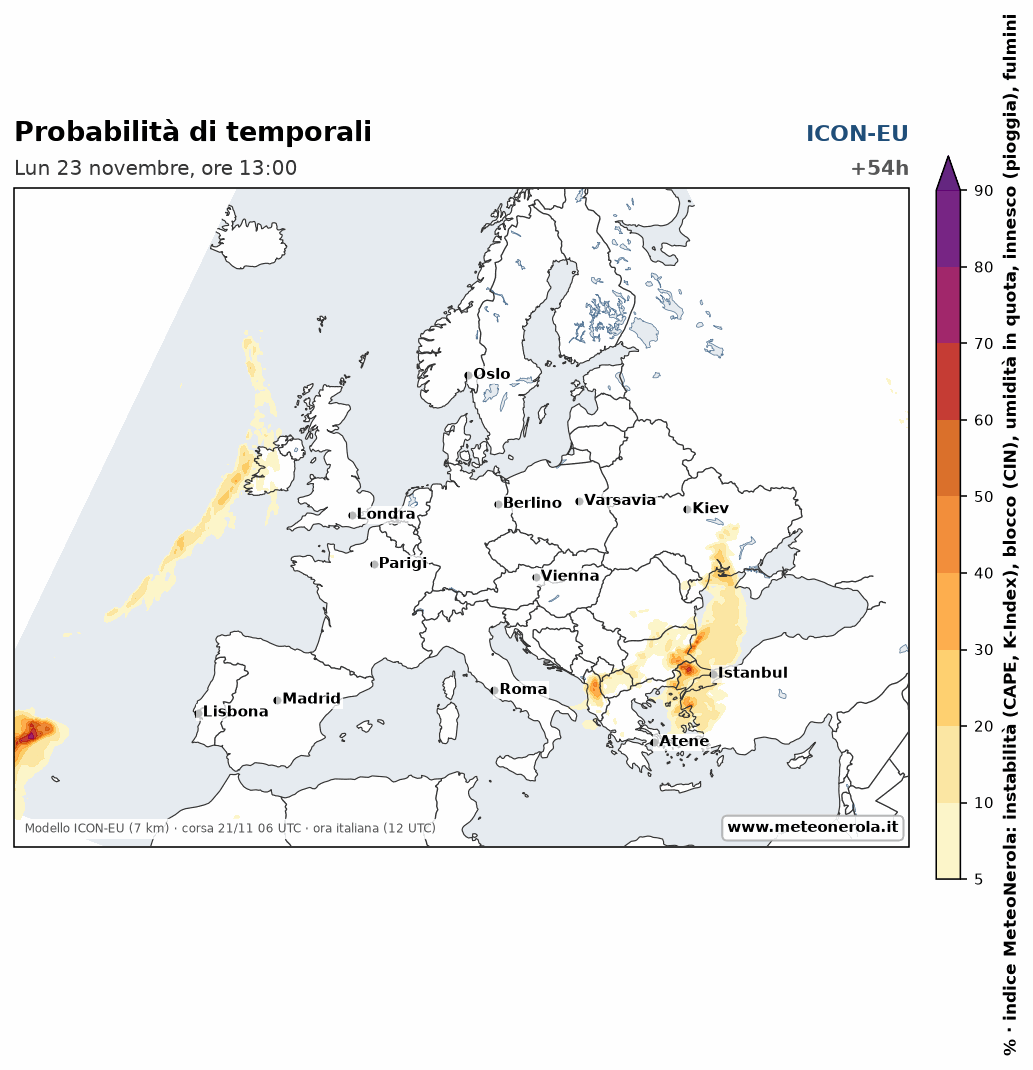 Probabilità di temporali
ICON-EU
Lun 23 novembre, ore 13:00
+54h
Oslo
Londra
Berlino
Varsavia
Kiev
Parigi
Vienna
Istanbul
Madrid
Roma
Lisbona
Atene
Modello ICON-EU (7 km) · corsa 21/11 06 UTC · ora italiana (12 UTC)
www.meteonerola.it
90
80
70
60
50
40
30
20
10
5
% · indice MeteoNerola: instabilità (CAPE, K-Index), blocco (CIN), umidità in quota, innesco (pioggia), fulmini